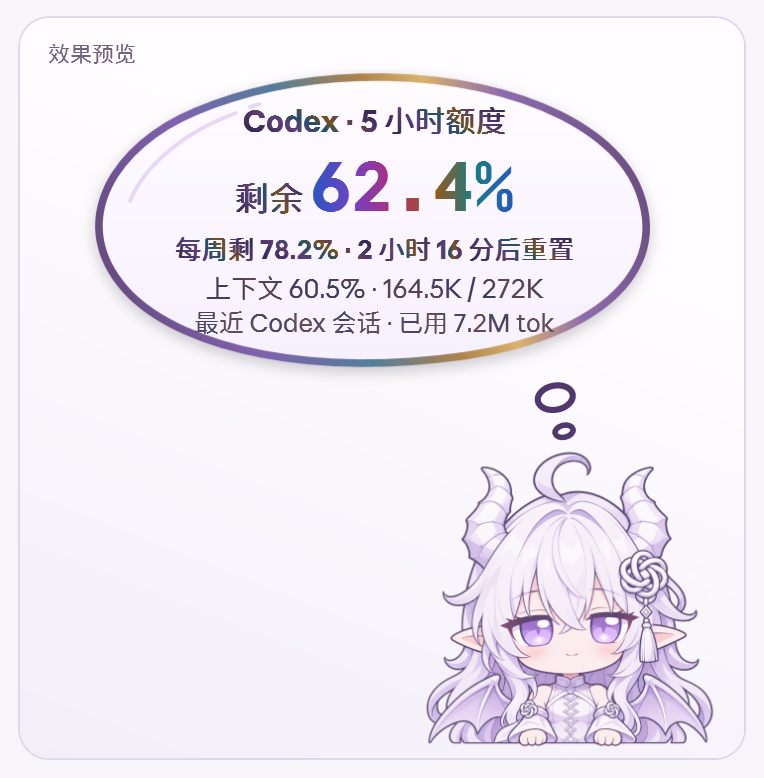 效果预览
Codex · 5 小时额度
剩余 62.4%
每周剩 78.2% · 2 小时 16 分后重置
上下文 60.5% · 164.5K / 272K
最近 Codex 会话 · 已用 7.2M tok